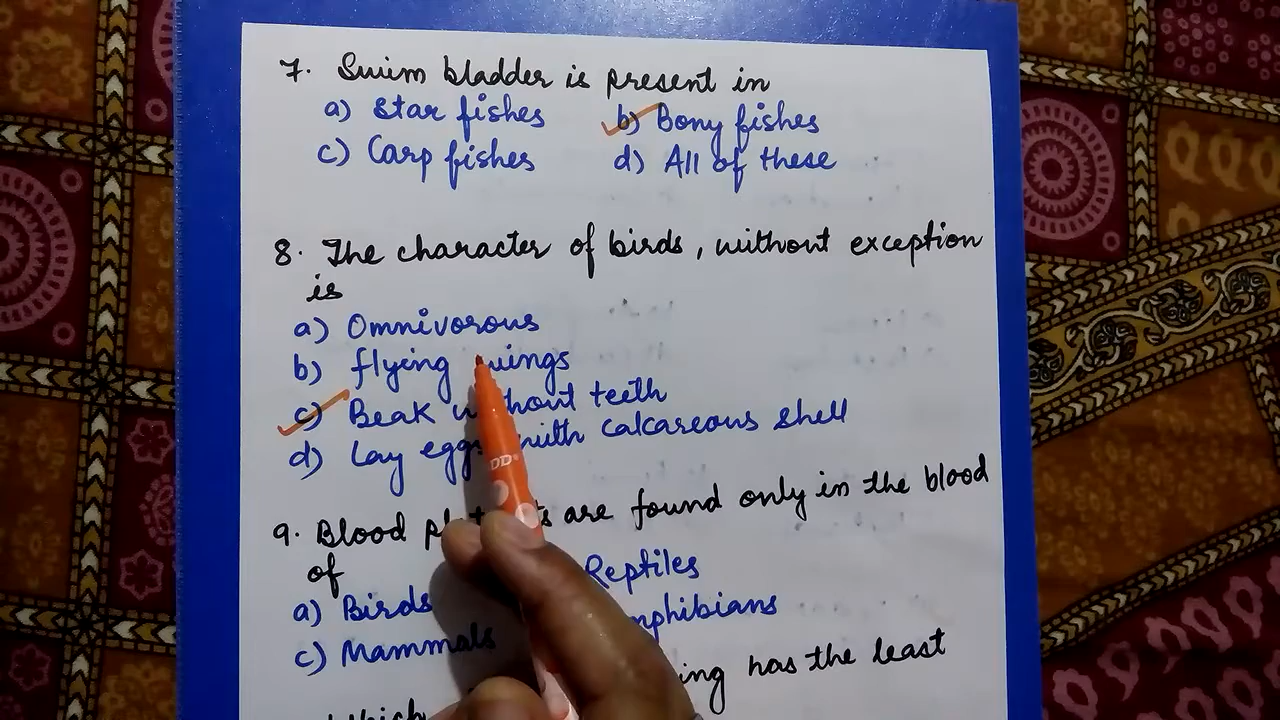 7. Swim bladder is present in
a) Star fishes b) Bony fishes
c) Carp fishes d) All of these
8. The character of birds, without exception
is
a) Omnivorous
b) flying wings
c) Beak without teeth
d) Lay eggs with calcareous shell
DD
9. Blood are found only in the blood
of
Reptiles
a) Birds
c) Mammals
has the least